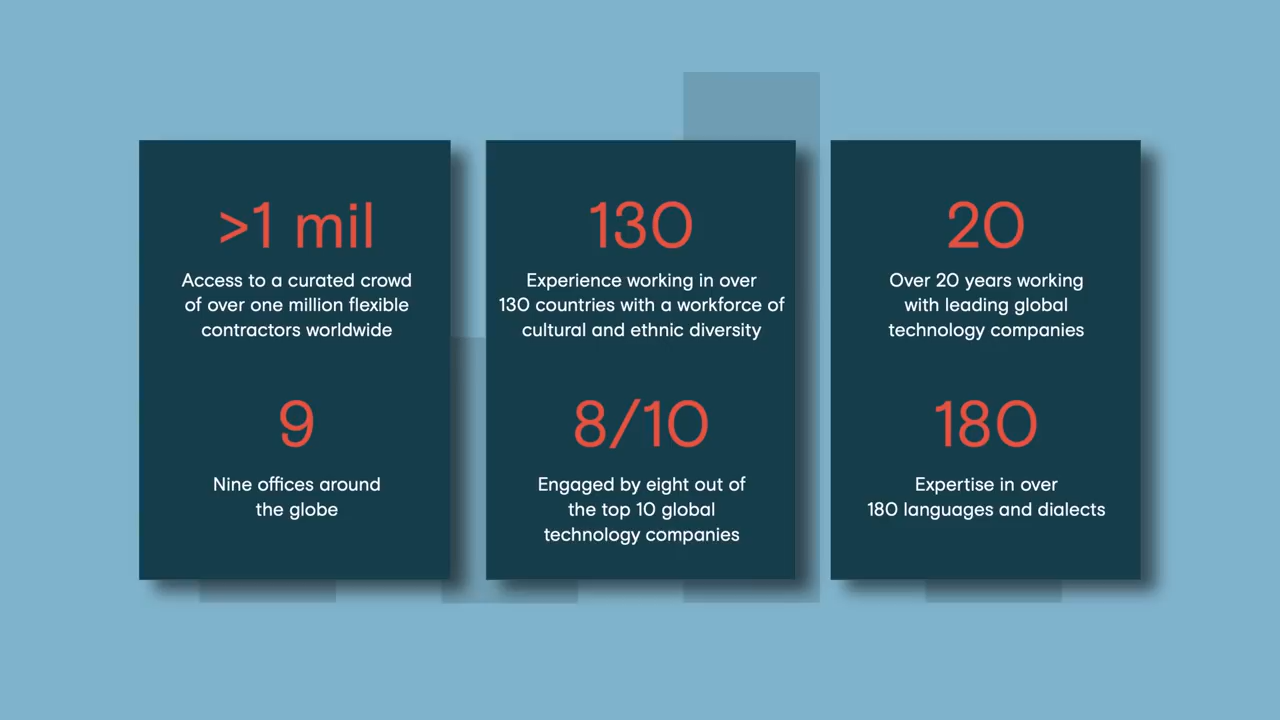 >1 mil
Access to a curated crowd
of over one million flexible
contractors worldwide
9
Nine offices around
the globe
130
Experience working in over
130 countries with a workforce of
cultural and ethnic diversity
8/10
Engaged by eight out of
the top 10 global
technology companies
20
Over 20 years working
with leading global
technology companies
180
Expertise in over
180 languages and dialects